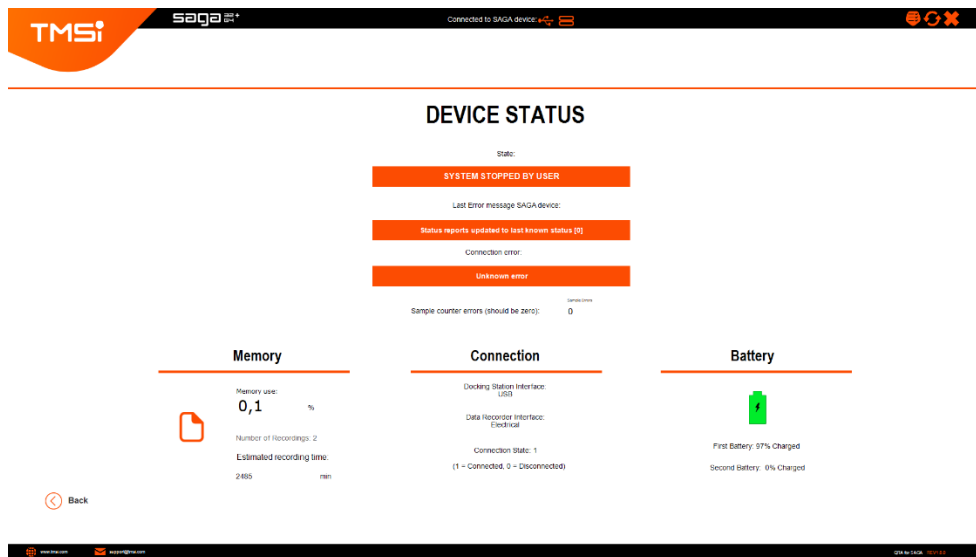 TMSi
saga 32+
64+
Connected to SAGA device:
DEVICE STATUS
State:
SYSTEM STOPPED BY USER
Last Error message SAGA device:
Status reports updated to last known status [0]
Connection error:
Unknown error
Sample Errors
Sample counter errors (should be zero): 0
Memory
Memory use:
0,1 %
Number of Recordings: 2
Estimated recording time:
2485 min
Connection
Docking Station Interface:
USB
Data Recorder Interface:
Electrical
Connection State: 1
(1 = Connected, 0 = Disconnected)
Battery
First Battery: 97% Charged
Second Battery: 0% Charged
Back
www.tmsi.com support@tmsi.com